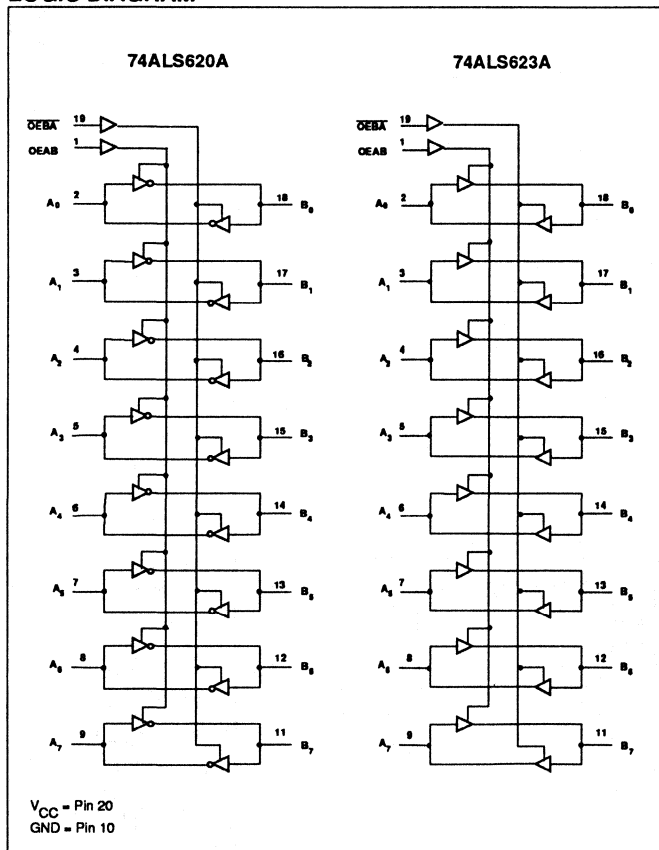 LOGIC DIAGRAM
74ALS620A
O̅E̅B̅A̅ 19
OEAB 1
A₀ 2 18 B₀
A₁ 3 17 B₁
A₂ 4 16 B₂
A₃ 5 15 B₃
A₄ 6 14 B₄
A₅ 7 13 B₅
A₆ 8 12 B₆
A₇ 9 11 B₇
V_CC = Pin 20
GND = Pin 10
74ALS623A
O̅E̅B̅A̅ 19
OEAB 1
A₀ 2 18 B₀
A₁ 3 17 B₁
A₂ 4 16 B₂
A₃ 5 15 B₃
A₄ 6 14 B₄
A₅ 7 13 B₅
A₆ 8 12 B₆
A₇ 9 11 B₇